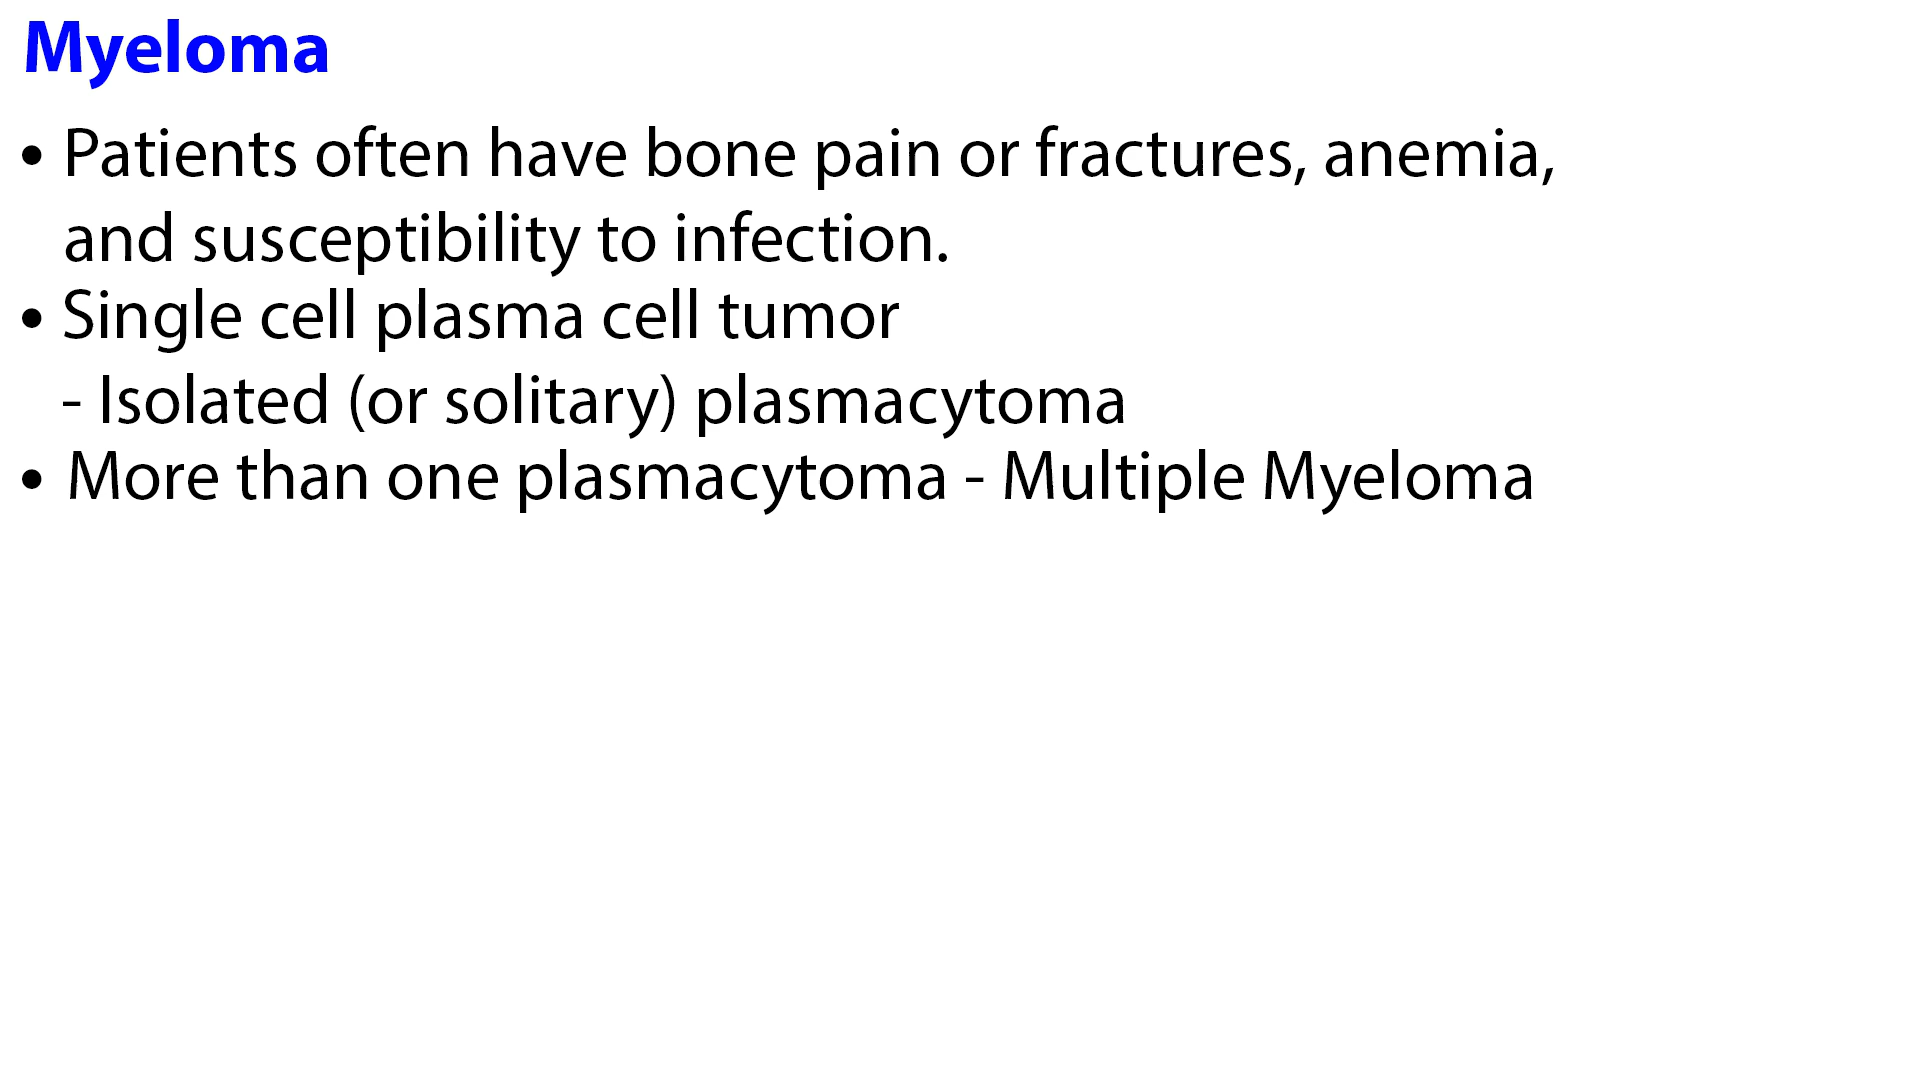 Myeloma
• Patients often have bone pain or fractures, anemia,
and susceptibility to infection.
• Single cell plasma cell tumor
- Isolated (or solitary) plasmacytoma
• More than one plasmacytoma - Multiple Myeloma